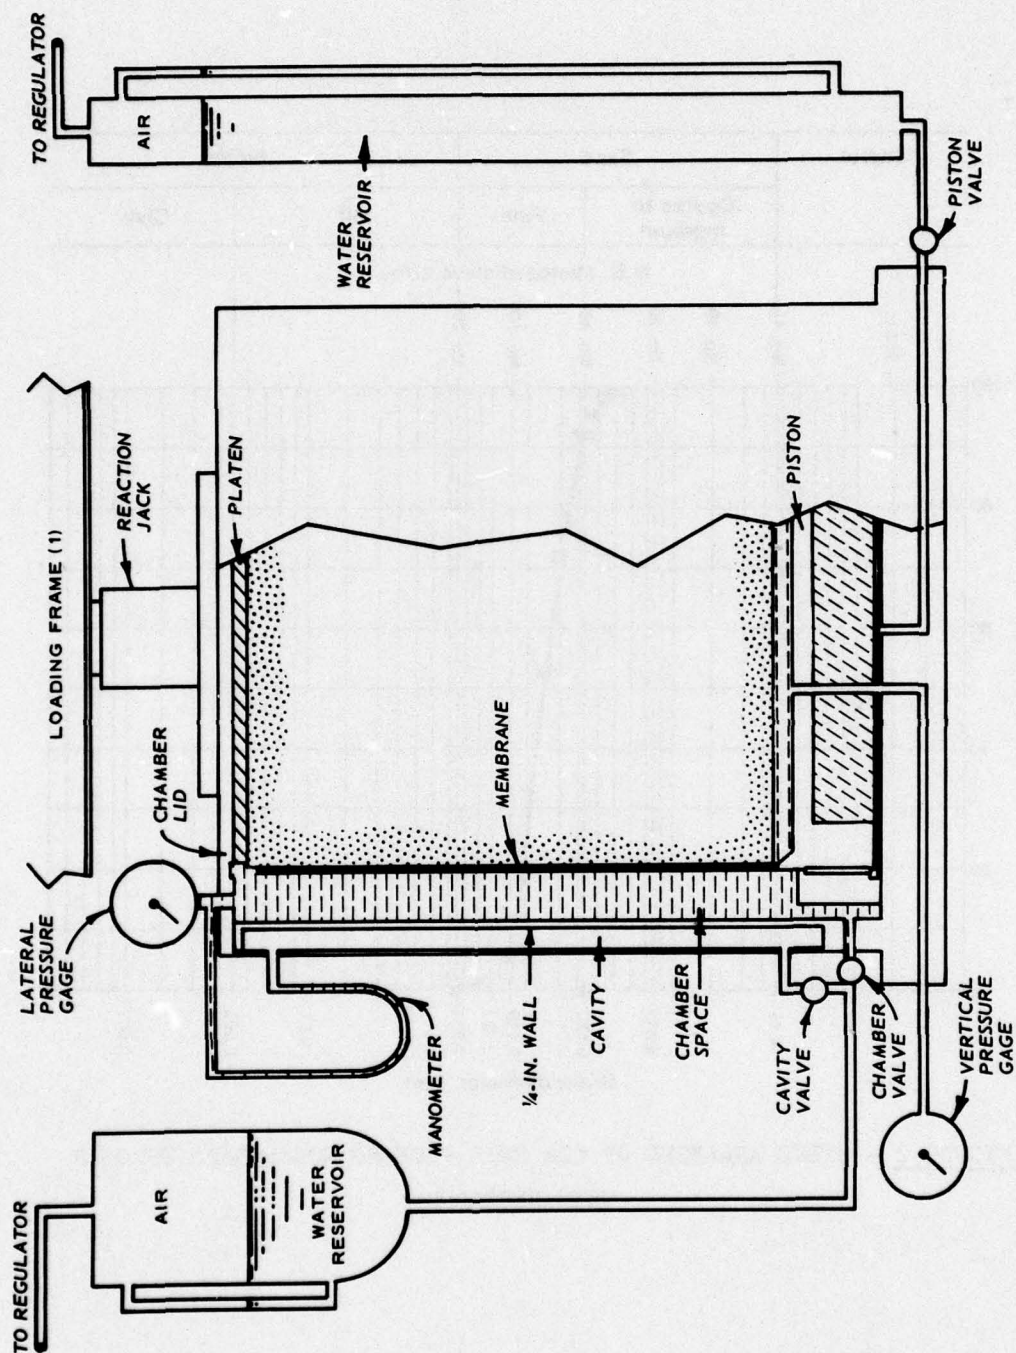 TO REGULATOR
AIR
WATER
RESERVOIR
LATERAL
PRESSURE
GAGE
MANOMETER
CHAMBER
LID
LOADING FRAME (1)
REACTION
JACK
PLATEN
TO REGULATOR
AIR
WATER
RESERVOIR
MEMBRANE
¼-IN. WALL
CAVITY
CHAMBER
SPACE
CAVITY
VALVE
CHAMBER
VALVE
VERTICAL
PRESSURE
GAGE
PISTON
PISTON
VALVE